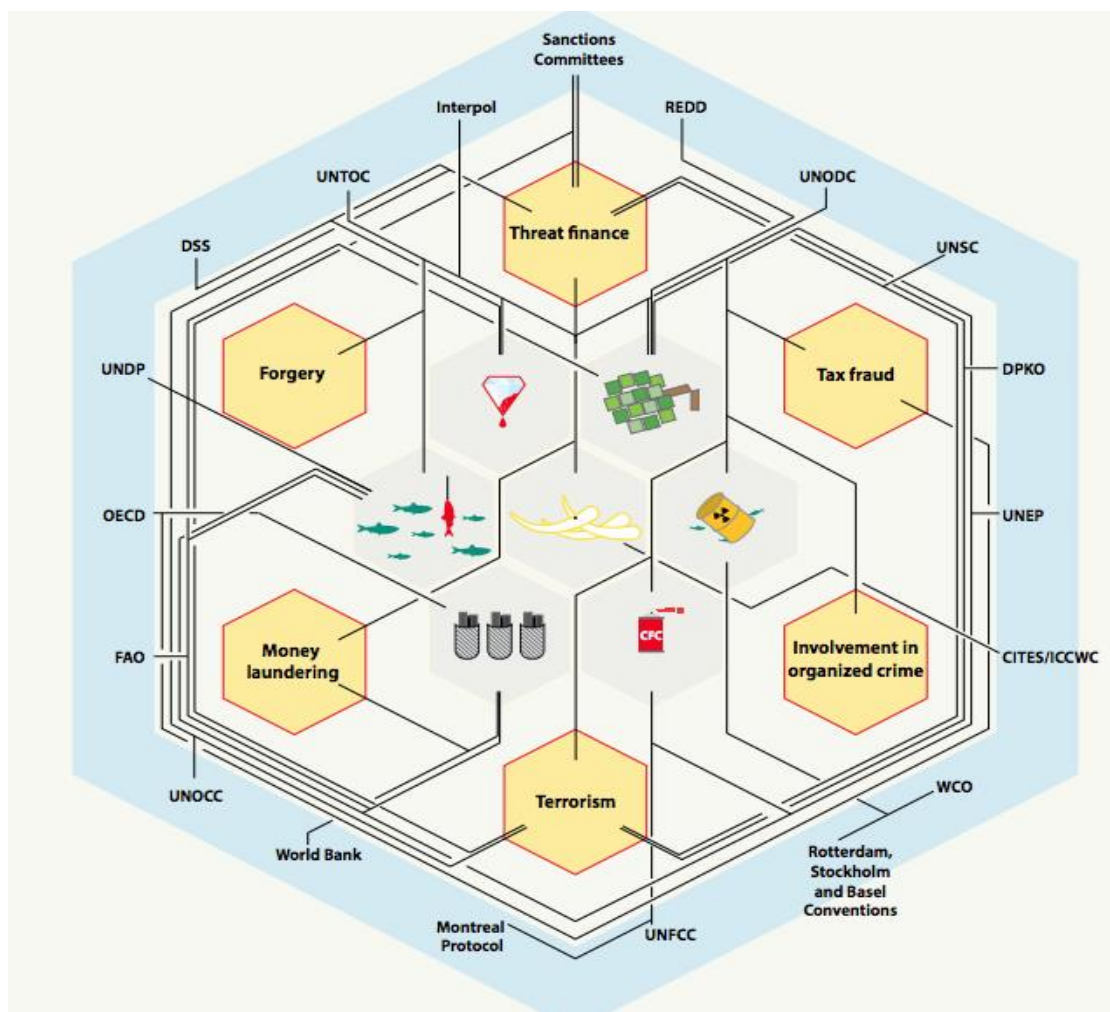 Sanctions
Committees
Interpol
REDD
UNTOC
UNODC
DSS
UNSC
Threat finance
UNDP
Forgery
Tax fraud
DPKO
OECD
UNEP
CFC
FAO
Money
laundering
Involvement in
organized crime
CITES/ICCWC
UNOCC
Terrorism
WCO
World Bank
Rotterdam,
Stockholm
and Basel
Conventions
Montreal
Protocol
UNFCC